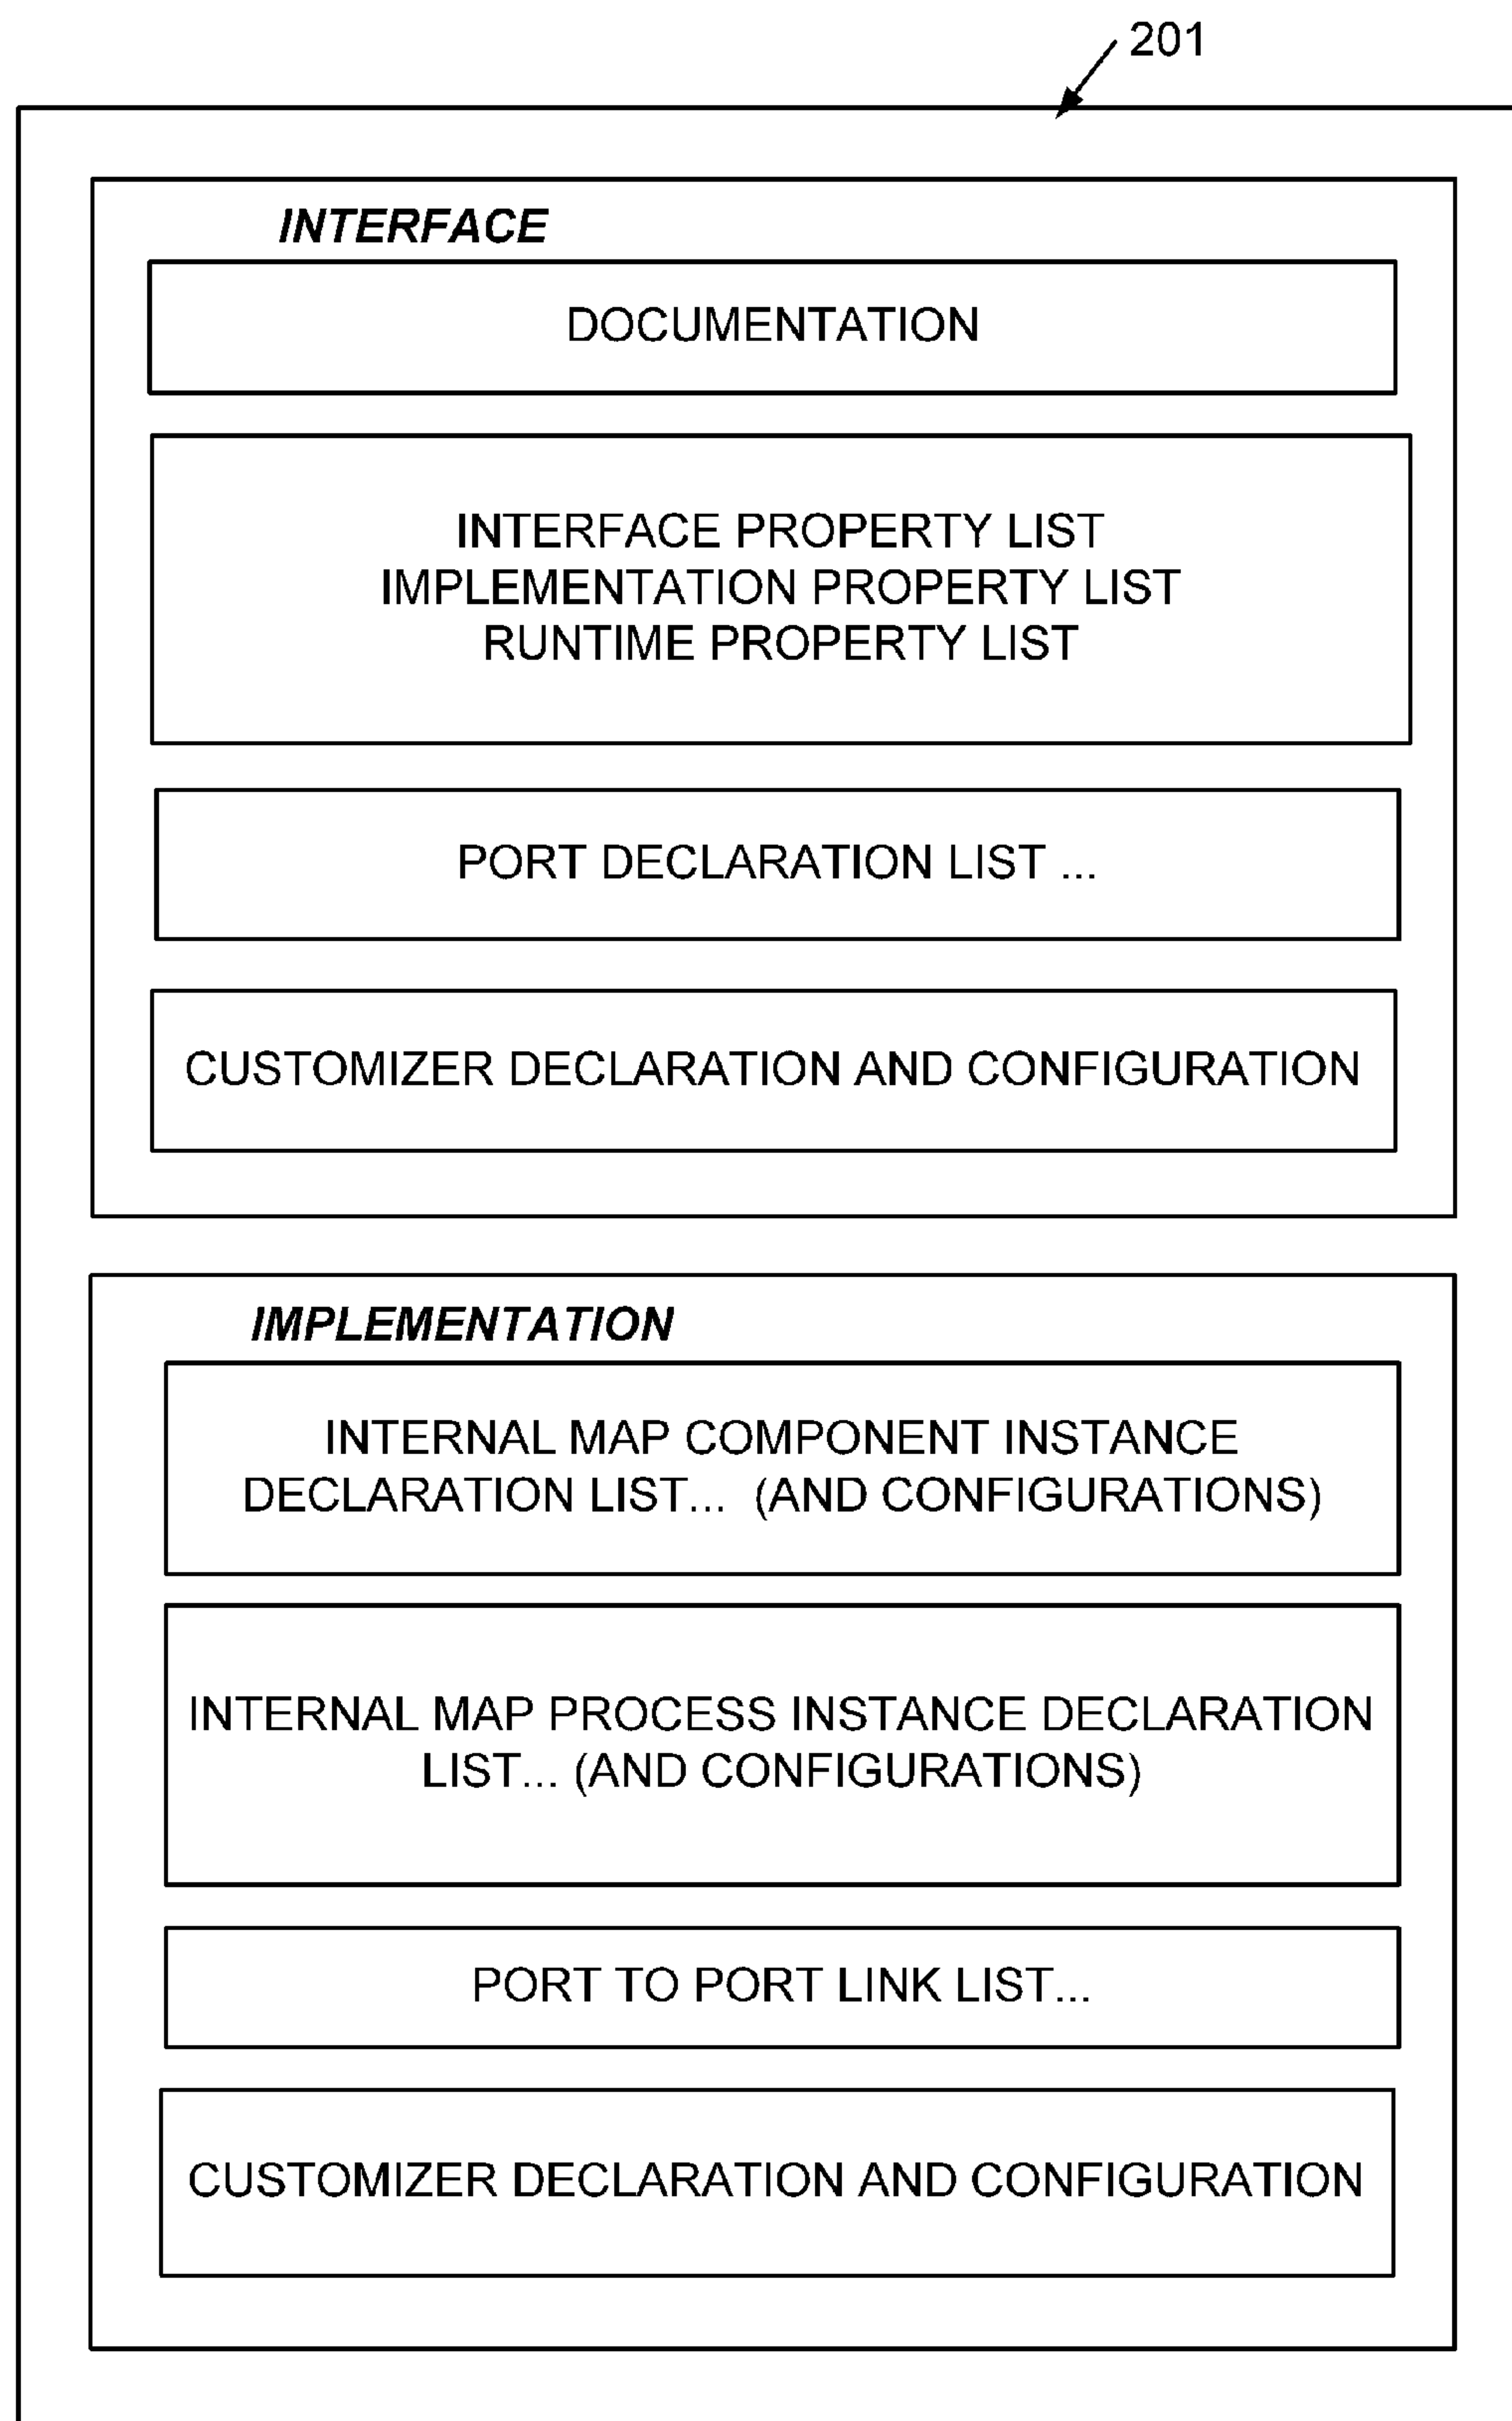 201
INTERFACE
DOCUMENTATION
INTERFACE PROPERTY LIST
IMPLEMENTATION PROPERTY LIST
RUNTIME PROPERTY LIST
PORT DECLARATION LIST ...
CUSTOMIZER DECLARATION AND CONFIGURATION
IMPLEMENTATION
INTERNAL MAP COMPONENT INSTANCE
DECLARATION LIST... (AND CONFIGURATIONS)
INTERNAL MAP PROCESS INSTANCE DECLARATION
LIST... (AND CONFIGURATIONS)
PORT TO PORT LINK LIST...
CUSTOMIZER DECLARATION AND CONFIGURATION